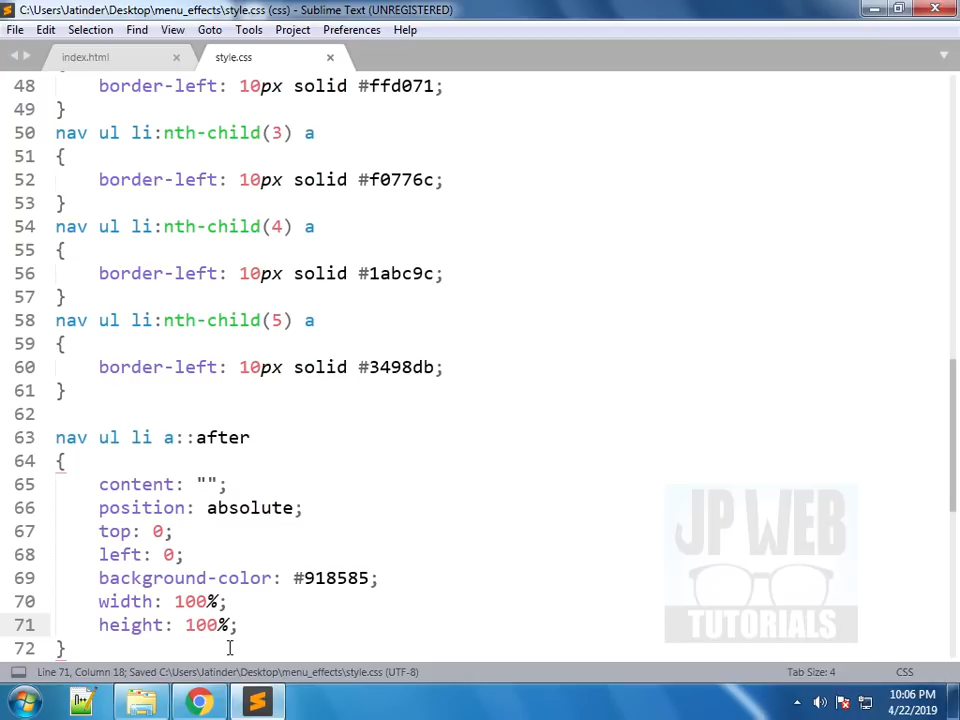 C:\Users\Jatinder\Desktop\menu_effects\style.css (css) - Sublime Text (UNREGISTERED)
File Edit Selection Find View Goto Tools Project Preferences Help
index.html style.css
48 border-left: 10px solid #ffd071;
49 }
50 nav ul li:nth-child(3) a
51 {
52 border-left: 10px solid #f0776c;
53 }
54 nav ul li:nth-child(4) a
55 {
56 border-left: 10px solid #1abc9c;
57 }
58 nav ul li:nth-child(5) a
59 {
60 border-left: 10px solid #3498db;
61 }
62
63 nav ul li a::after
64 {
65 content: "";
66 position: absolute;
67 top: 0;
68 left: 0;
69 background-color: #918585;
70 width: 100%;
71 height: 100%;
72 }
JP WEB
TUTORIALS
Line 71, Column 18; Saved C:\Users\Jatinder\Desktop\menu_effects\style.css (UTF-8) Tab Size: 4 CSS
10:06 PM
4/22/2019